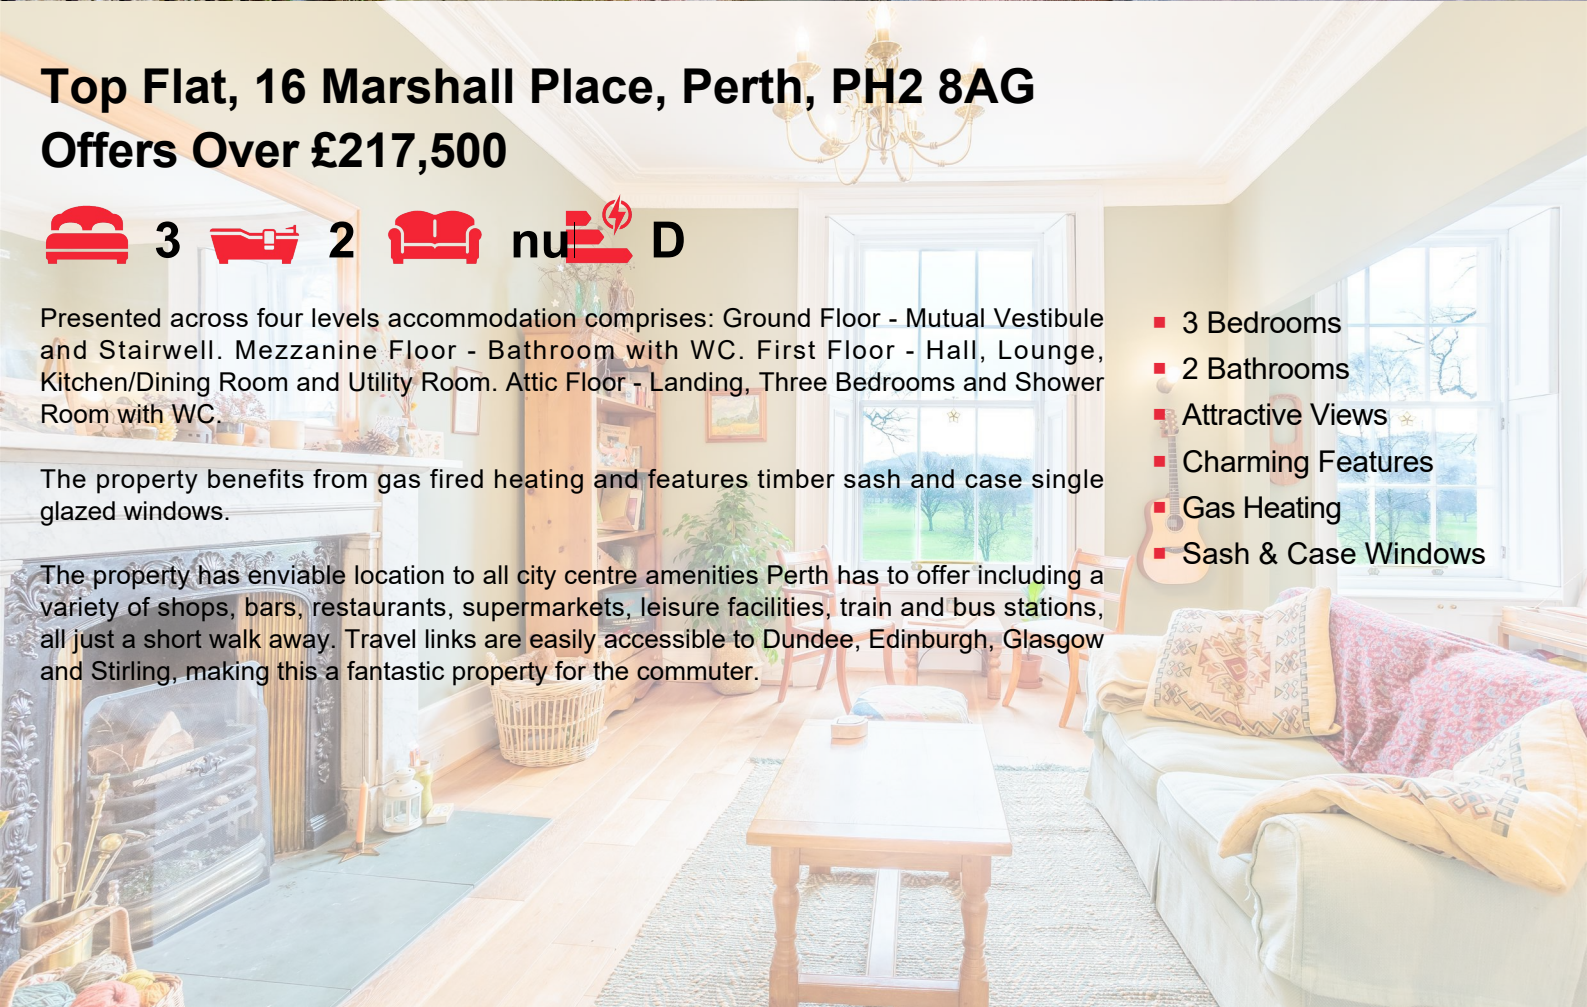 Top Flat, 16 Marshall Place, Perth, PH2 8AG
Offers Over £217,500
3 2 nu D
Presented across four levels accommodation comprises: Ground Floor - Mutual Vestibule
and Stairwell. Mezzanine Floor - Bathroom with WC. First Floor - Hall, Lounge,
Kitchen/Dining Room and Utility Room. Attic Floor - Landing, Three Bedrooms and Shower
Room with WC.
The property benefits from gas fired heating and features timber sash and case single
glazed windows.
The property has enviable location to all city centre amenities Perth has to offer including a
variety of shops, bars, restaurants, supermarkets, leisure facilities, train and bus stations,
all just a short walk away. Travel links are easily accessible to Dundee, Edinburgh, Glasgow
and Stirling, making this a fantastic property for the commuter.
3 Bedrooms
2 Bathrooms
Attractive Views
Charming Features
Gas Heating
Sash & Case Windows